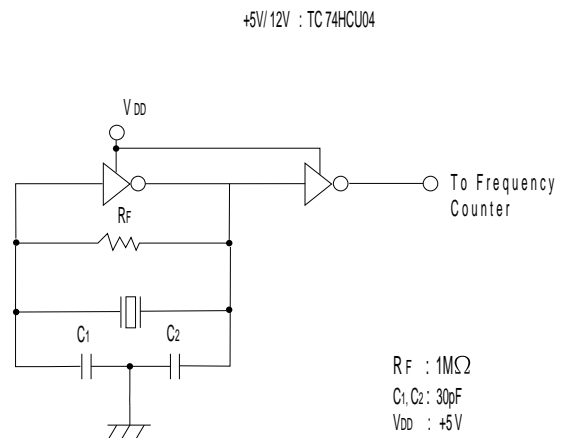 +5V/12V : TC74HCU04
VDD
To Frequency
Counter
RF
C1
C2
RF : 1MΩ
C1, C2 : 30pF
VDD : +5V